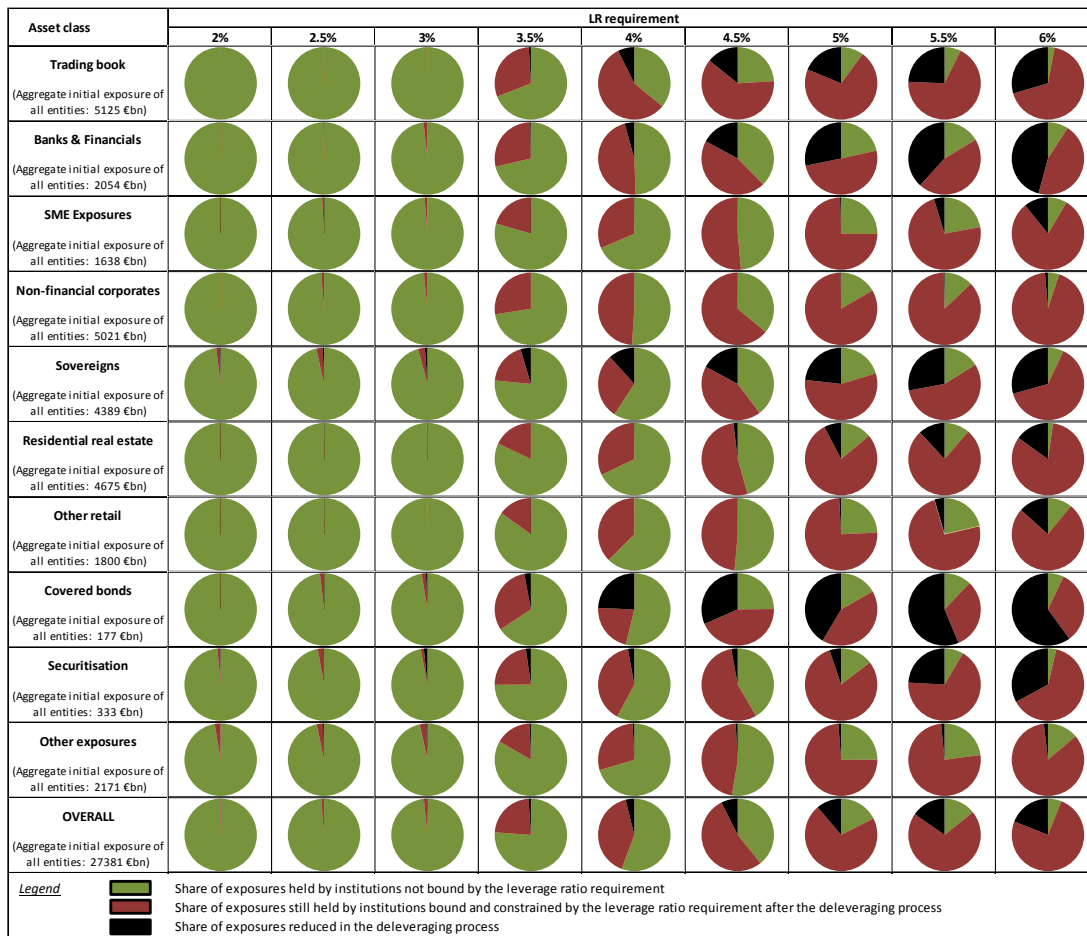 Asset class
LR requirement
2% 2.5% 3% 3.5% 4% 4.5% 5% 5.5% 6%
Trading book
(Aggregate initial exposure of
all entities: 5125 €bn)
Banks & Financials
(Aggregate initial exposure of
all entities: 2054 €bn)
SME Exposures
(Aggregate initial exposure of
all entities: 1638 €bn)
Non-financial corporates
(Aggregate initial exposure of
all entities: 5021 €bn)
Sovereigns
(Aggregate initial exposure of
all entities: 4389 €bn)
Residential real estate
(Aggregate initial exposure of
all entities: 4675 €bn)
Other retail
(Aggregate initial exposure of
all entities: 1800 €bn)
Covered bonds
(Aggregate initial exposure of
all entities: 177 €bn)
Securitisation
(Aggregate initial exposure of
all entities: 333 €bn)
Other exposures
(Aggregate initial exposure of
all entities: 2171 €bn)
OVERALL
(Aggregate initial exposure of
all entities: 27381 €bn)
Legend
Share of exposures held by institutions not bound by the leverage ratio requirement
Share of exposures still held by institutions bound and constrained by the leverage ratio requirement after the deleveraging process
Share of exposures reduced in the deleveraging process